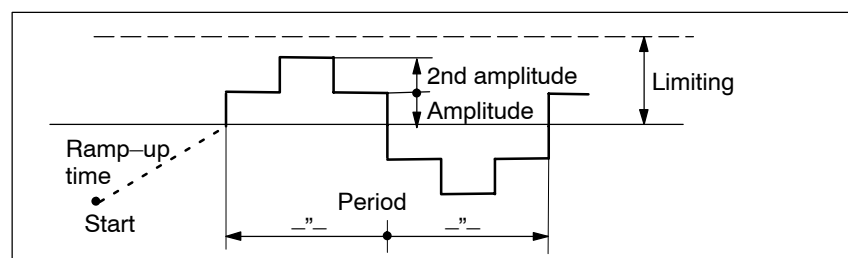 2nd amplitude
Limiting
Amplitude
Ramp–up
time
Start
Period
–”–
–”–